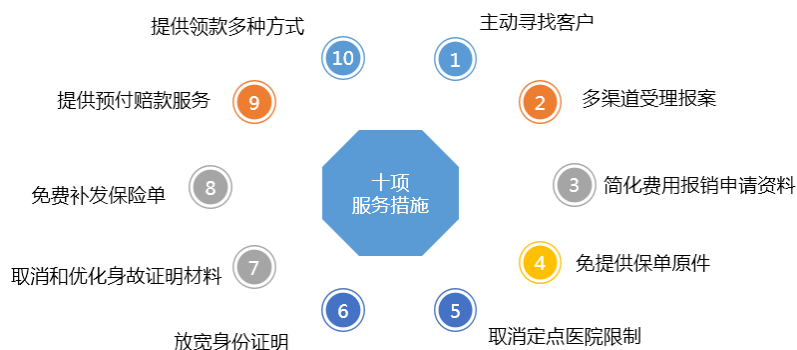 十项
服务措施
1
主动寻找客户
2
多渠道受理报案
3
简化费用报销申请资料
4
免提供保单原件
5
取消定点医院限制
6
放宽身份证明
7
取消和优化身故证明材料
8
免费补发保险单
9
提供预付赔款服务
10
提供领款多种方式